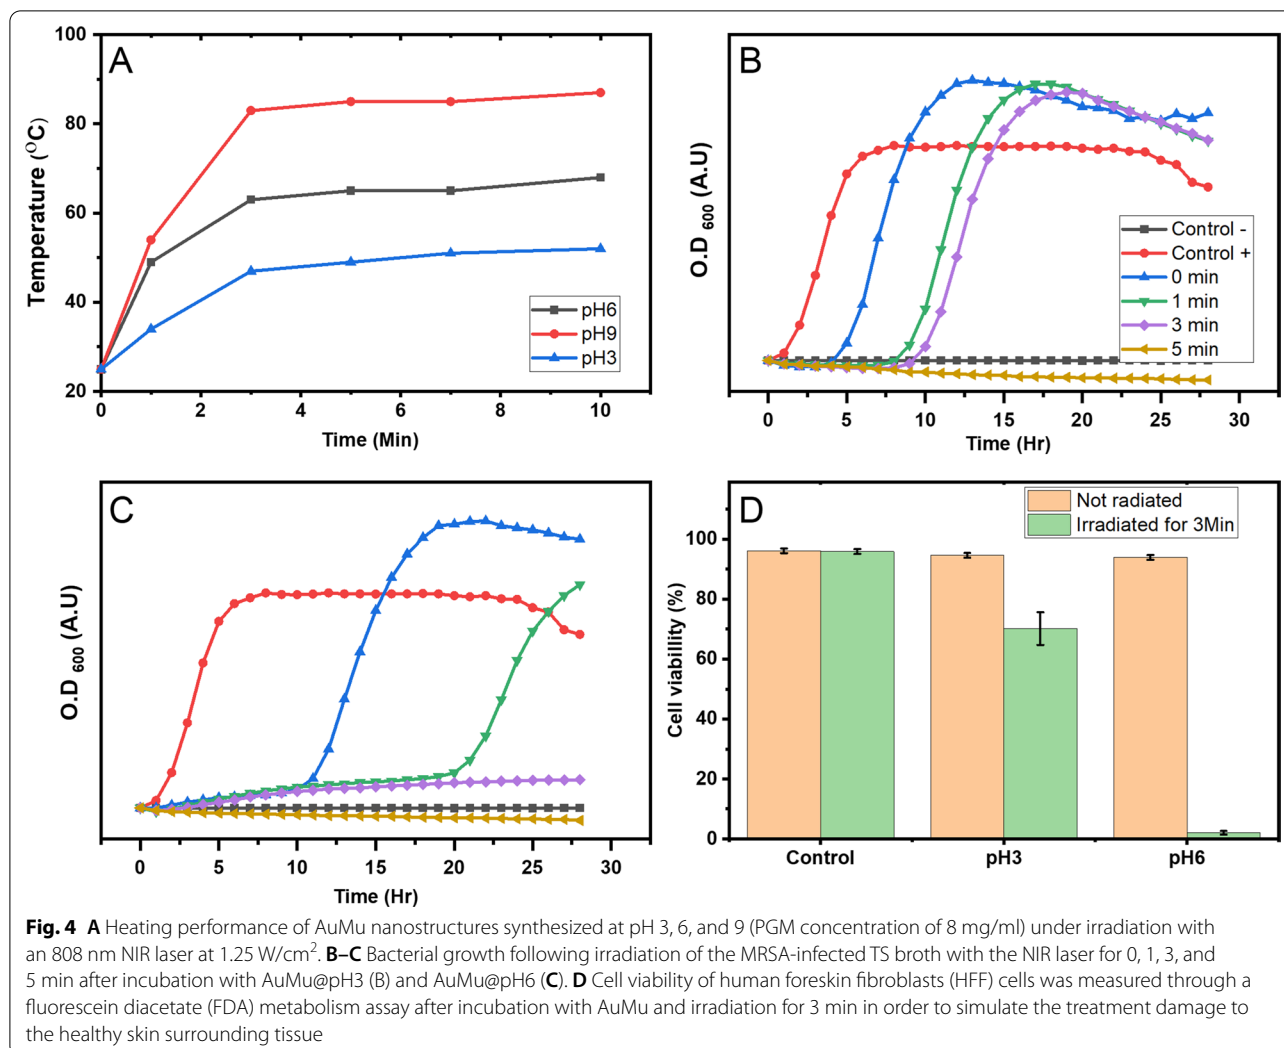 A
100
80
60
40
20
Temperature (⁰C)
0
2
4
6
8
10
Time (Min)
pH6
pH9
pH3
B
O.D 600 (A.U)
0
5
10
15
20
25
30
Time (Hr)
Control -
Control +
0 min
1 min
3 min
5 min
C
O.D 600 (A.U)
0
5
10
15
20
25
30
Time (Hr)
D
Not radiated
Irradiated for 3Min
Cell viabillity (%)
100
80
60
40
20
0
Control
pH3
pH6
Fig. 4 A Heating performance of AuMu nanostructures synthesized at pH 3, 6, and 9 (PGM concentration of 8 mg/ml) under irradiation with
an 808 nm NIR laser at 1.25 W/cm². B–C Bacterial growth following irradiation of the MRSA-infected TS broth with the NIR laser for 0, 1, 3, and
5 min after incubation with AuMu@pH3 (B) and AuMu@pH6 (C). D Cell viability of human foreskin fibroblasts (HFF) cells was measured through a
fluorescein diacetate (FDA) metabolism assay after incubation with AuMu and irradiation for 3 min in order to simulate the treatment damage to
the healthy skin surrounding tissue